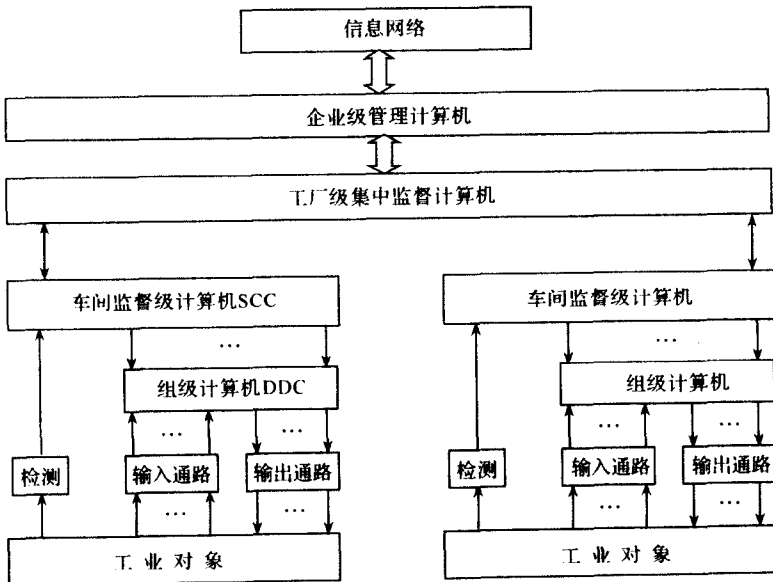 信息网络
企业级管理计算机
工厂级集中监督计算机
车间监督级计算机SCC
车间监督级计算机
…
…
组级计算机DDC
组级计算机
…
…
…
…
检测
输入通路
输出通路
检测
输入通路
输出通路
…
…
…
…
工业对象
工业对象